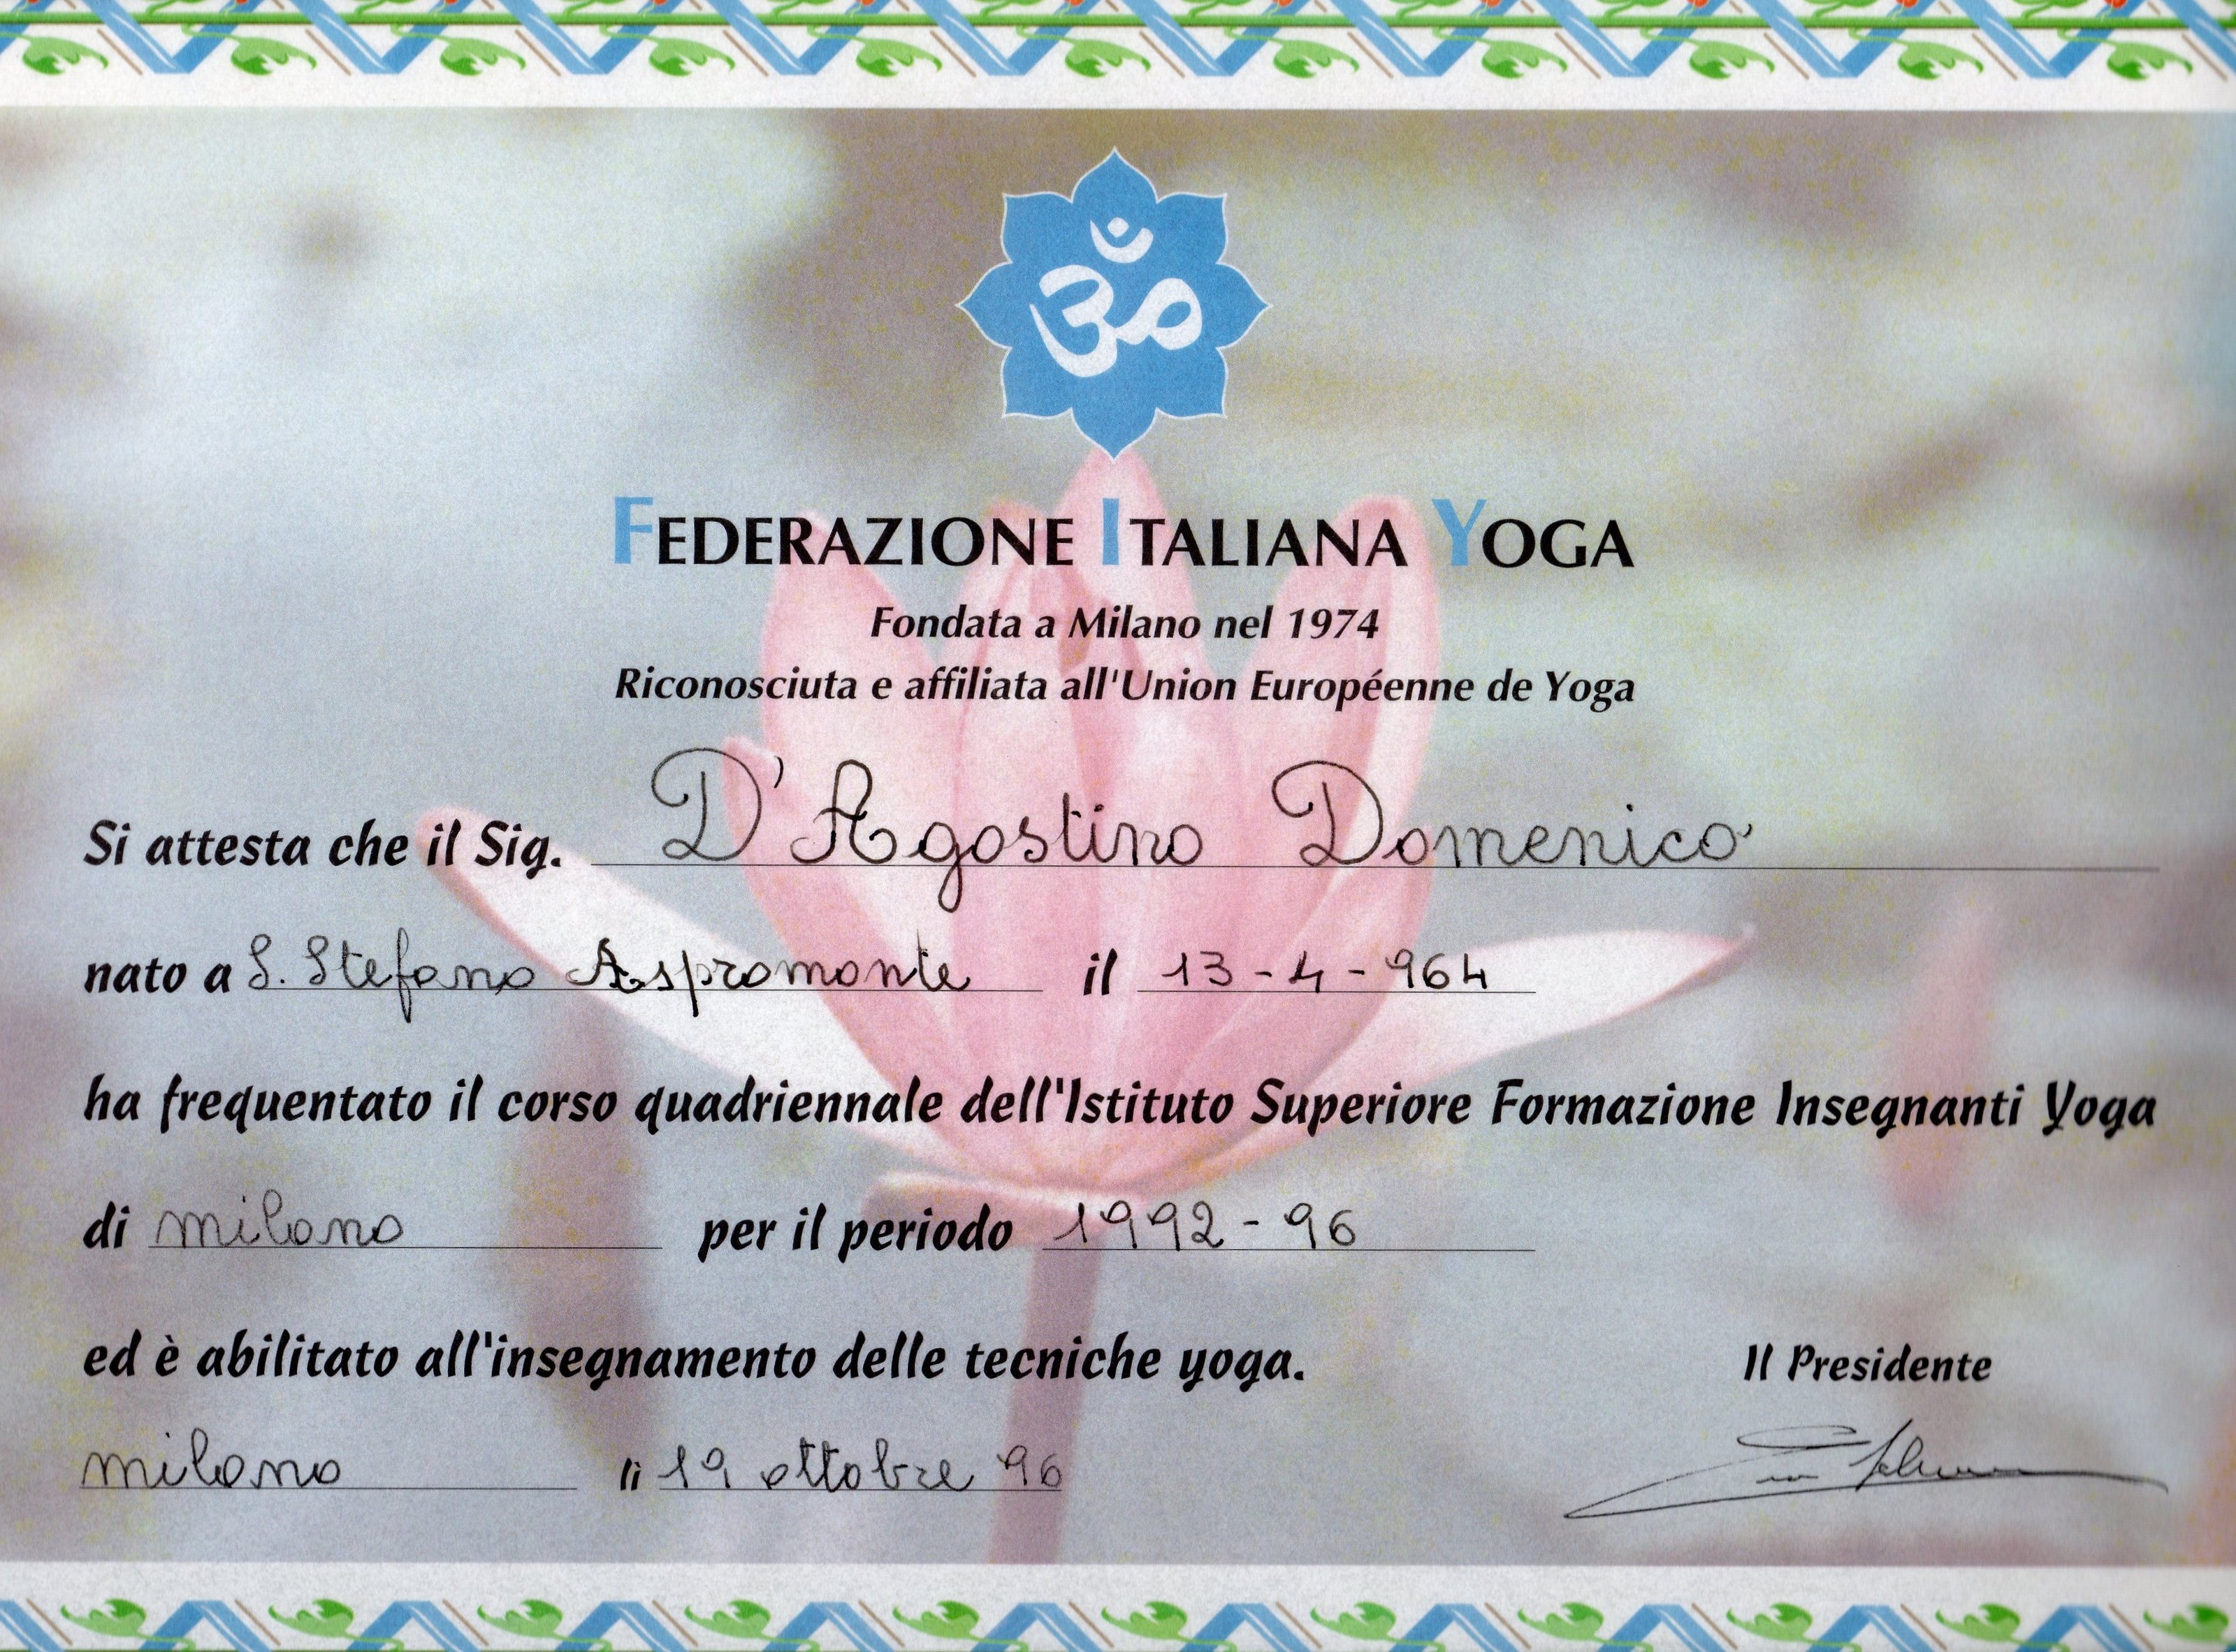 ॐ
FEDERAZIONE ITALIANA YOGA
Fondata a Milano nel 1974
Riconosciuta e affiliata all'Union Européenne de Yoga
Si attesta che il Sig. D'Agostino Domenico
nato a S. Stefano Aspromonte il 13-4-964
ha frequentato il corso quadriennale dell'Istituto Superiore Formazione Insegnanti Yoga
di milano per il periodo 1992-96
ed è abilitato all'insegnamento delle tecniche yoga.
Il Presidente
milano lì 19 ottobre 96